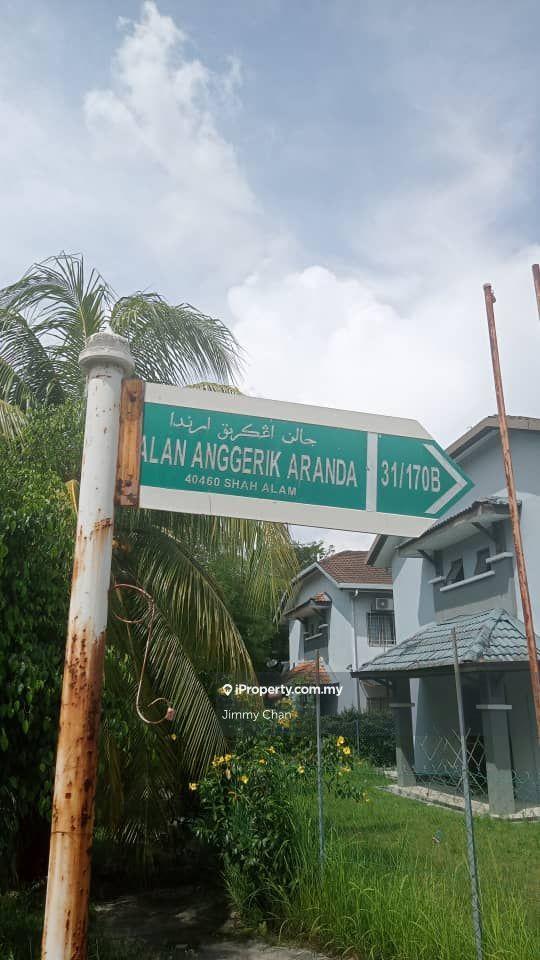 جالن اڠݢريق ارندا
ALAN ANGGERIK ARANDA
40460 SHAH ALAM
31/170B
iProperty.com.my
Jimmy Chan